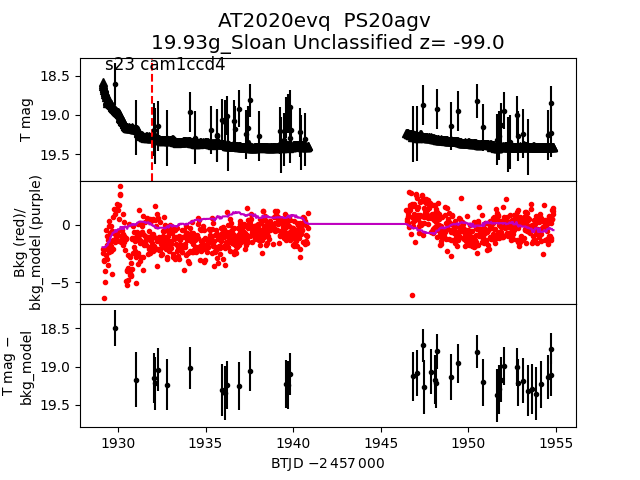 AT2020evq  PS20agv
19.93g_Sloan Unclassified z= -99.0
s23 cam1ccd4
18.5
19.0
19.5
T mag
0
−5
Bkg (red)/
bkg_model (purple)
18.5
19.0
19.5
T mag −
bkg_model
1930 1935 1940 1945 1950 1955
BTJD −2 457 000